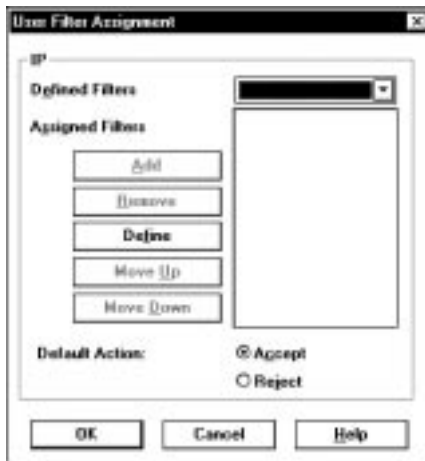 User Filter Assignment
IP
Defined Filters
Assigned Filters
Add
Remove
Define
Move Up
Move Down
Default Action:
Accept
Reject
OK Cancel Help